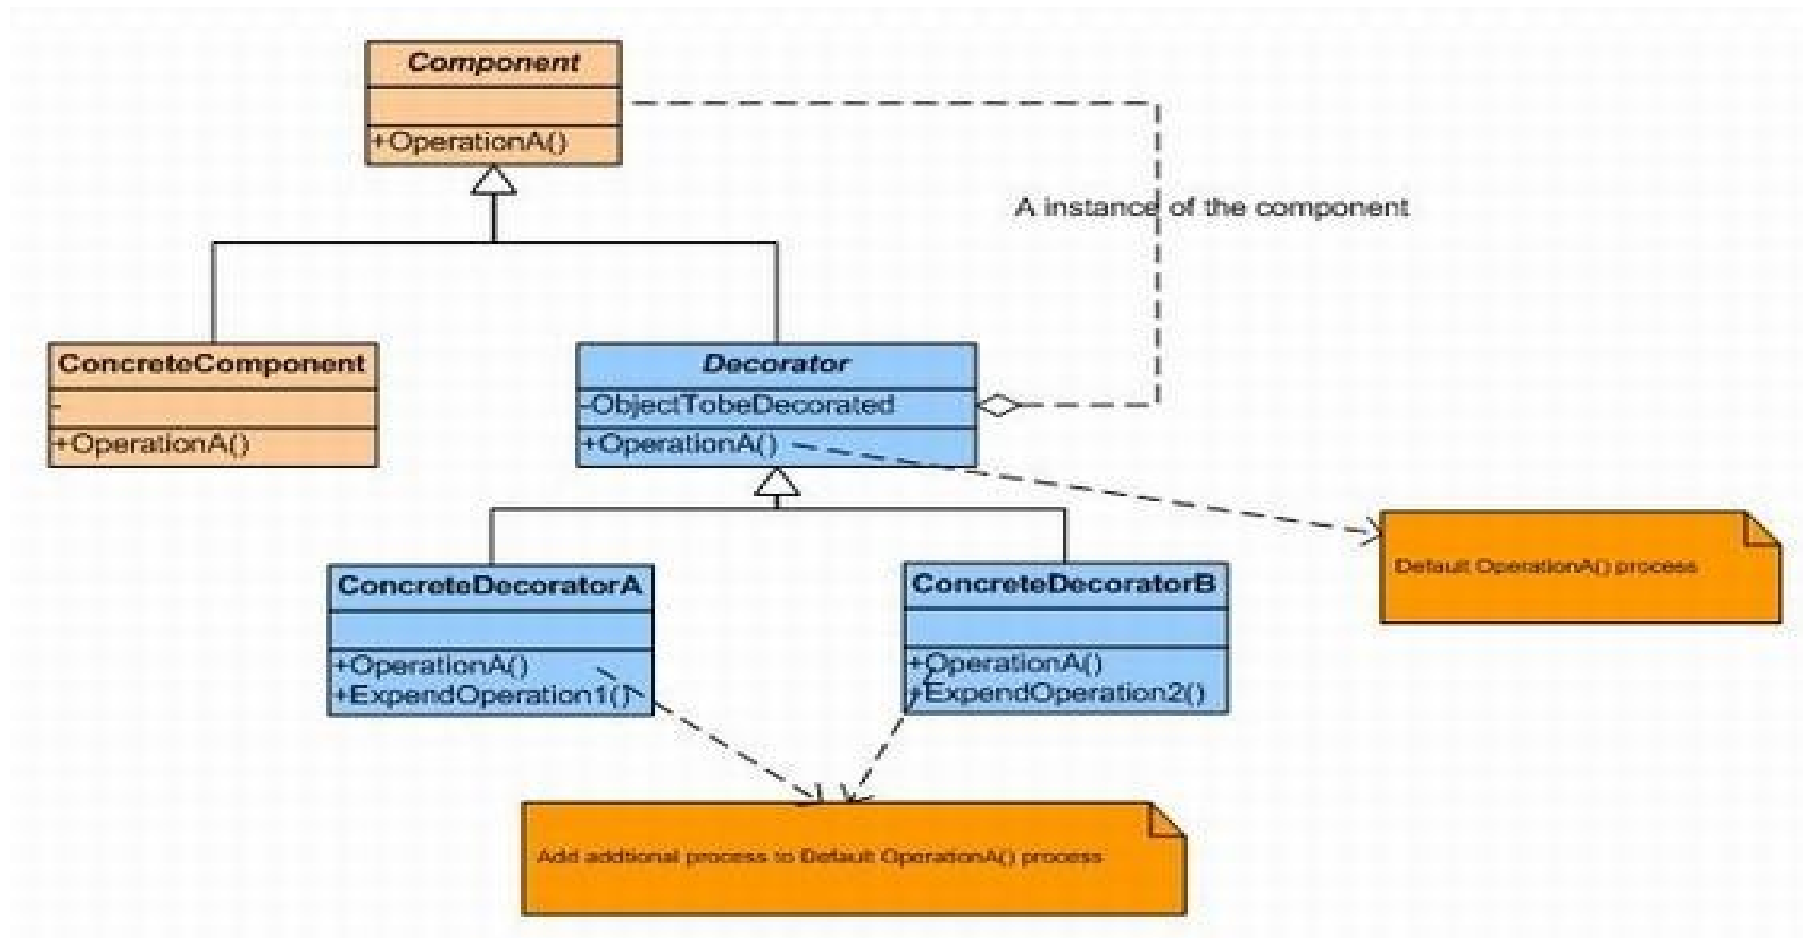 Component
+OperationA()
A instance of the component
ConcreteComponent
-
+OperationA()
Decorator
-ObjectTobeDecorated
+OperationA()
Default OperationA() process
ConcreteDecoratorA
+OperationA()
+ExpendOperation1()
ConcreteDecoratorB
+OperationA()
+ExpendOperation2()
Add addtional process to Default OperationA() process